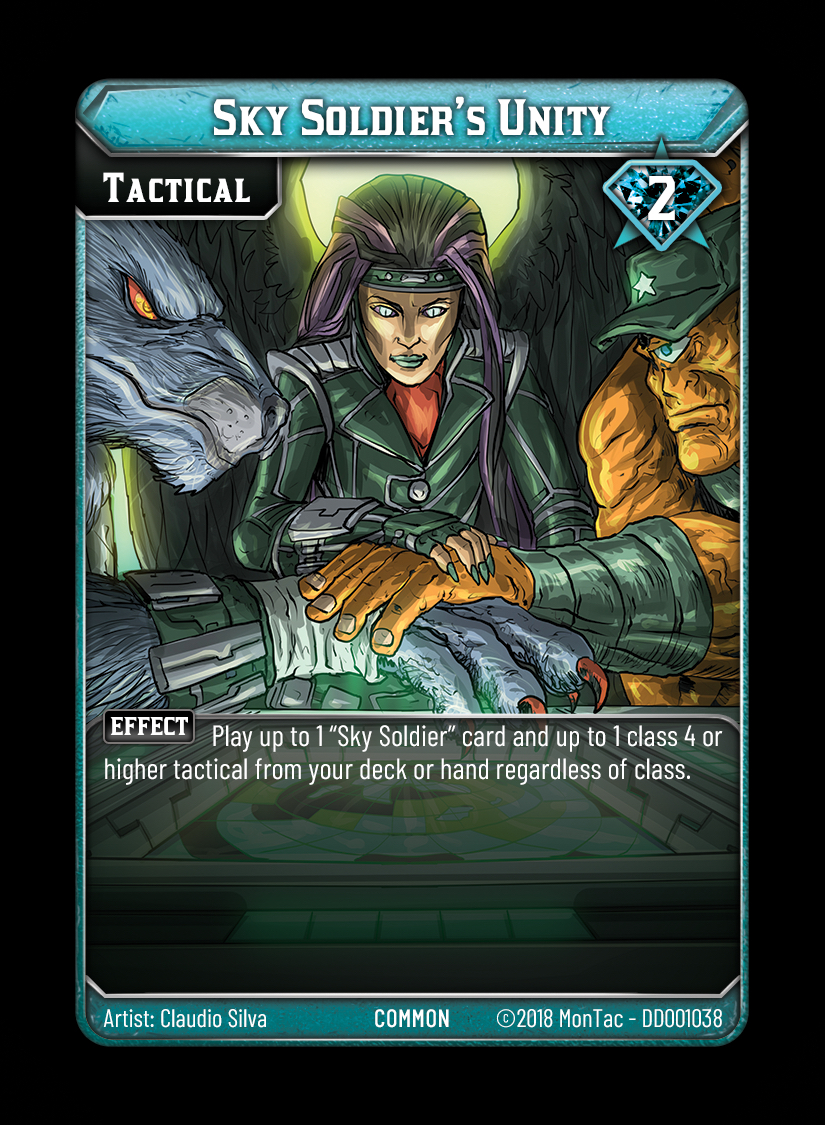 Sky Soldier's Unity
Tactical
2
EFFECT Play up to 1 “Sky Soldier” card and up to 1 class 4 or
higher tactical from your deck or hand regardless of class.
Artist: Claudio Silva COMMON ©2018 MonTac - DD001038